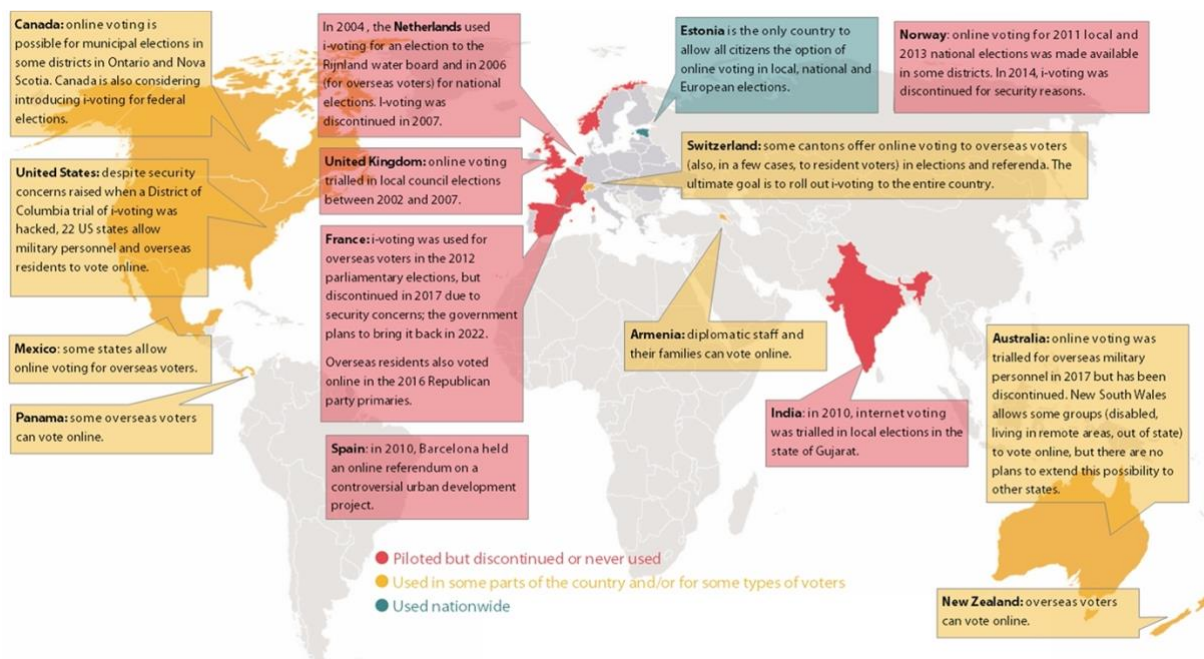 Canada: online voting is
possible for municipal elections in
some districts in Ontario and Nova
Scotia. Canada is also considering
introducing i-voting for federal
elections.
United States: despite security
concerns raised when a District of
Columbia trial of i-voting was
hacked, 22 US states allow
military personnel and overseas
residents to vote online.
Mexico: some states allow
online voting for overseas voters.
Panama: some overseas voters
can vote online.
In 2004, the Netherlands used
i-voting for an election to the
Rijnland water board and in 2006
(for overseas voters) for national
elections. I-voting was
discontinued in 2007.
United Kingdom: online voting
trialled in local council elections
between 2002 and 2007.
France: i-voting was used for
overseas voters in the 2012
parliamentary elections, but
discontinued in 2017 due to
security concerns; the government
plans to bring it back in 2022.
Overseas residents also voted
online in the 2016 Republican
party primaries.
Spain: in 2010, Barcelona held
an online referendum on a
controversial urban development
project.
Estonia is the only country to
allow all citizens the option of
online voting in local, national and
European elections.
Norway: online voting for 2011 local and
2013 national elections was made available
in some districts. In 2014, i-voting was
discontinued for security reasons.
Switzerland: some cantons offer online voting to overseas voters
(also, in a few cases, to resident voters) in elections and referenda. The
ultimate goal is to roll out i-voting to the entire country.
Armenia: diplomatic staff and
their families can vote online.
India: in 2010, internet voting
was trialled in local elections in the
state of Gujarat.
Australia: online voting was
trialled for overseas military
personnel in 2017 but has been
discontinued. New South Wales
allows some groups (disabled,
living in remote areas, out of state)
to vote online, but there are no
plans to extend this possibility to
other states.
New Zealand: overseas voters
can vote online.
Piloted but discontinued or never used
Used in some parts of the country and/or for some types of voters
Used nationwide